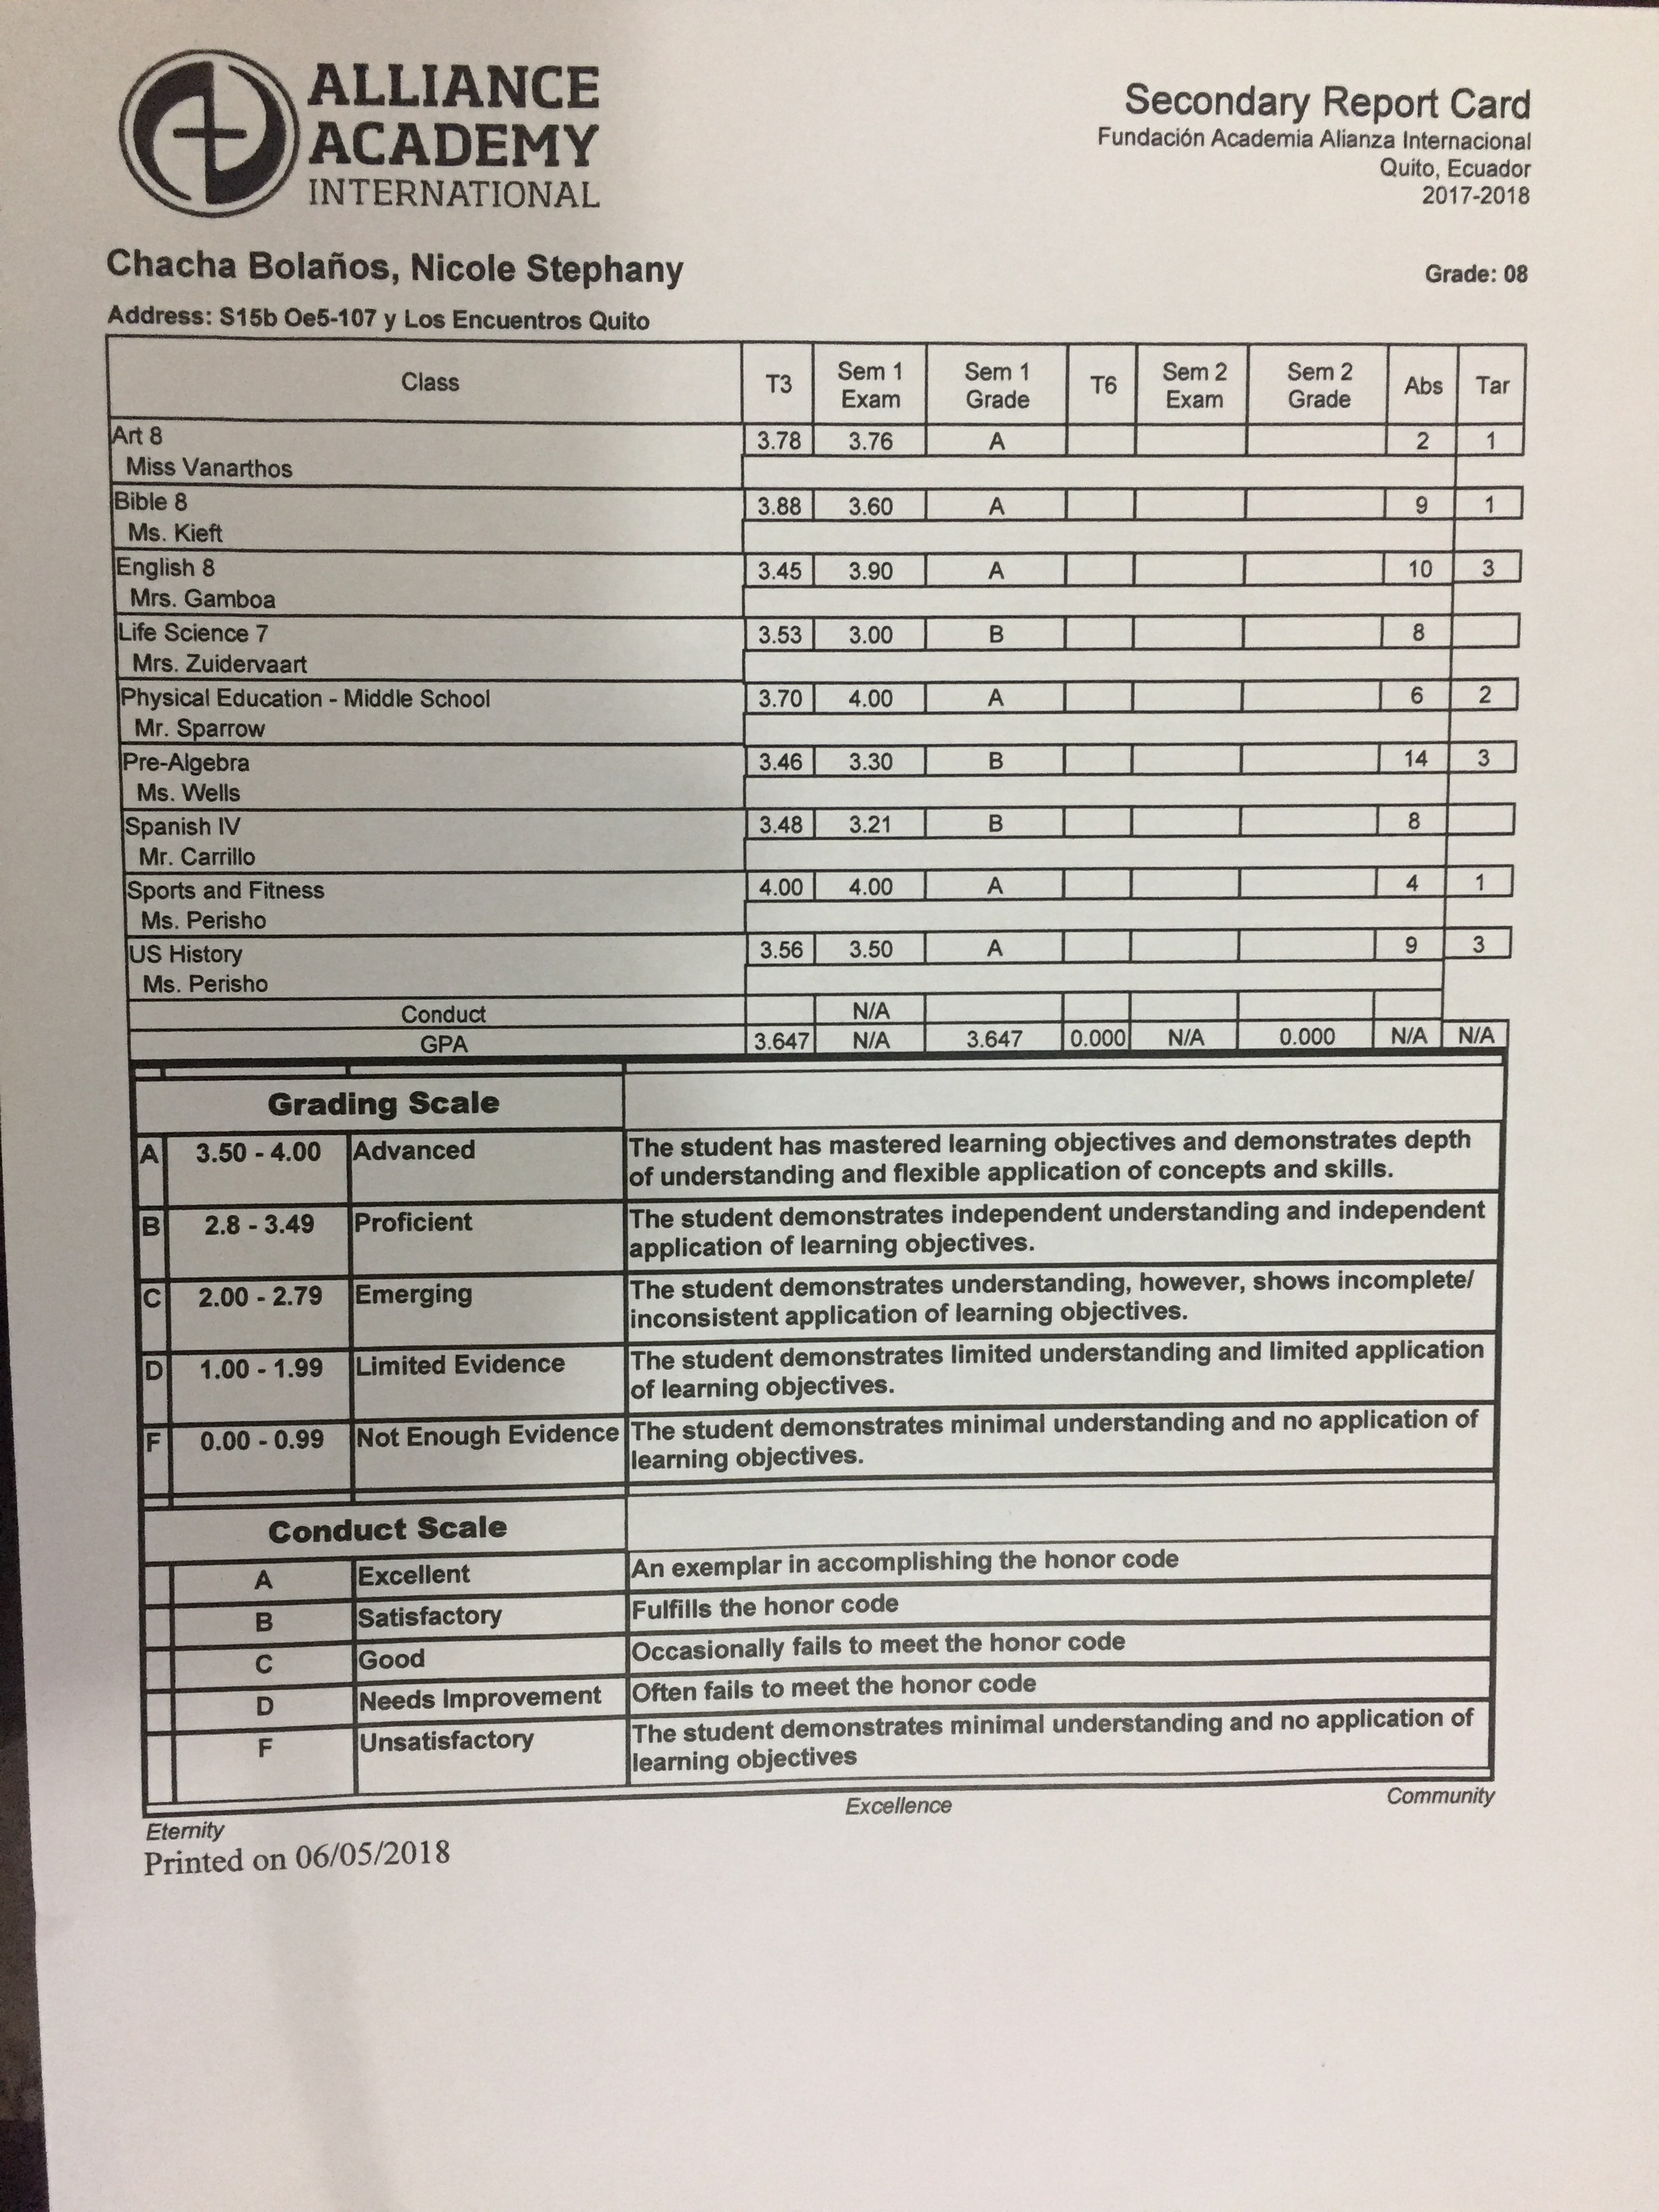 ALLIANCE
ACADEMY
INTERNATIONAL
Secondary Report Card
Fundación Academia Alianza Internacional
Quito, Ecuador
2017-2018
Chacha Bolaños, Nicole Stephany
Grade: 08
Address: S15b Oe5-107 y Los Encuentros Quito
Class T3 Sem 1 Exam Sem 1 Grade T6 Sem 2 Exam Sem 2 Grade Abs Tar
Art 8 3.78 3.76 A 2 1
Miss Vanarthos
Bible 8 3.88 3.60 A 9 1
Ms. Kieft
English 8 3.45 3.90 A 10 3
Mrs. Gamboa
Life Science 7 3.53 3.00 B 8
Mrs. Zuidervaart
Physical Education - Middle School 3.70 4.00 A 6 2
Mr. Sparrow
Pre-Algebra 3.46 3.30 B 14 3
Ms. Wells
Spanish IV 3.48 3.21 B 8
Mr. Carrillo
Sports and Fitness 4.00 4.00 A 4 1
Ms. Perisho
US History 3.56 3.50 A 9 3
Ms. Perisho
Conduct N/A
GPA 3.647 N/A 3.647 0.000 N/A 0.000 N/A N/A
Grading Scale
A 3.50 - 4.00 Advanced The student has mastered learning objectives and demonstrates depth
of understanding and flexible application of concepts and skills.
B 2.8 - 3.49 Proficient The student demonstrates independent understanding and independent
application of learning objectives.
C 2.00 - 2.79 Emerging The student demonstrates understanding, however, shows incomplete/
inconsistent application of learning objectives.
D 1.00 - 1.99 Limited Evidence The student demonstrates limited understanding and limited application
of learning objectives.
F 0.00 - 0.99 Not Enough Evidence The student demonstrates minimal understanding and no application of
learning objectives.
Conduct Scale
A Excellent An exemplar in accomplishing the honor code
B Satisfactory Fulfills the honor code
C Good Occasionally fails to meet the honor code
D Needs Improvement Often fails to meet the honor code
F Unsatisfactory The student demonstrates minimal understanding and no application of
learning objectives
Eternity Excellence Community
Printed on 06/05/2018